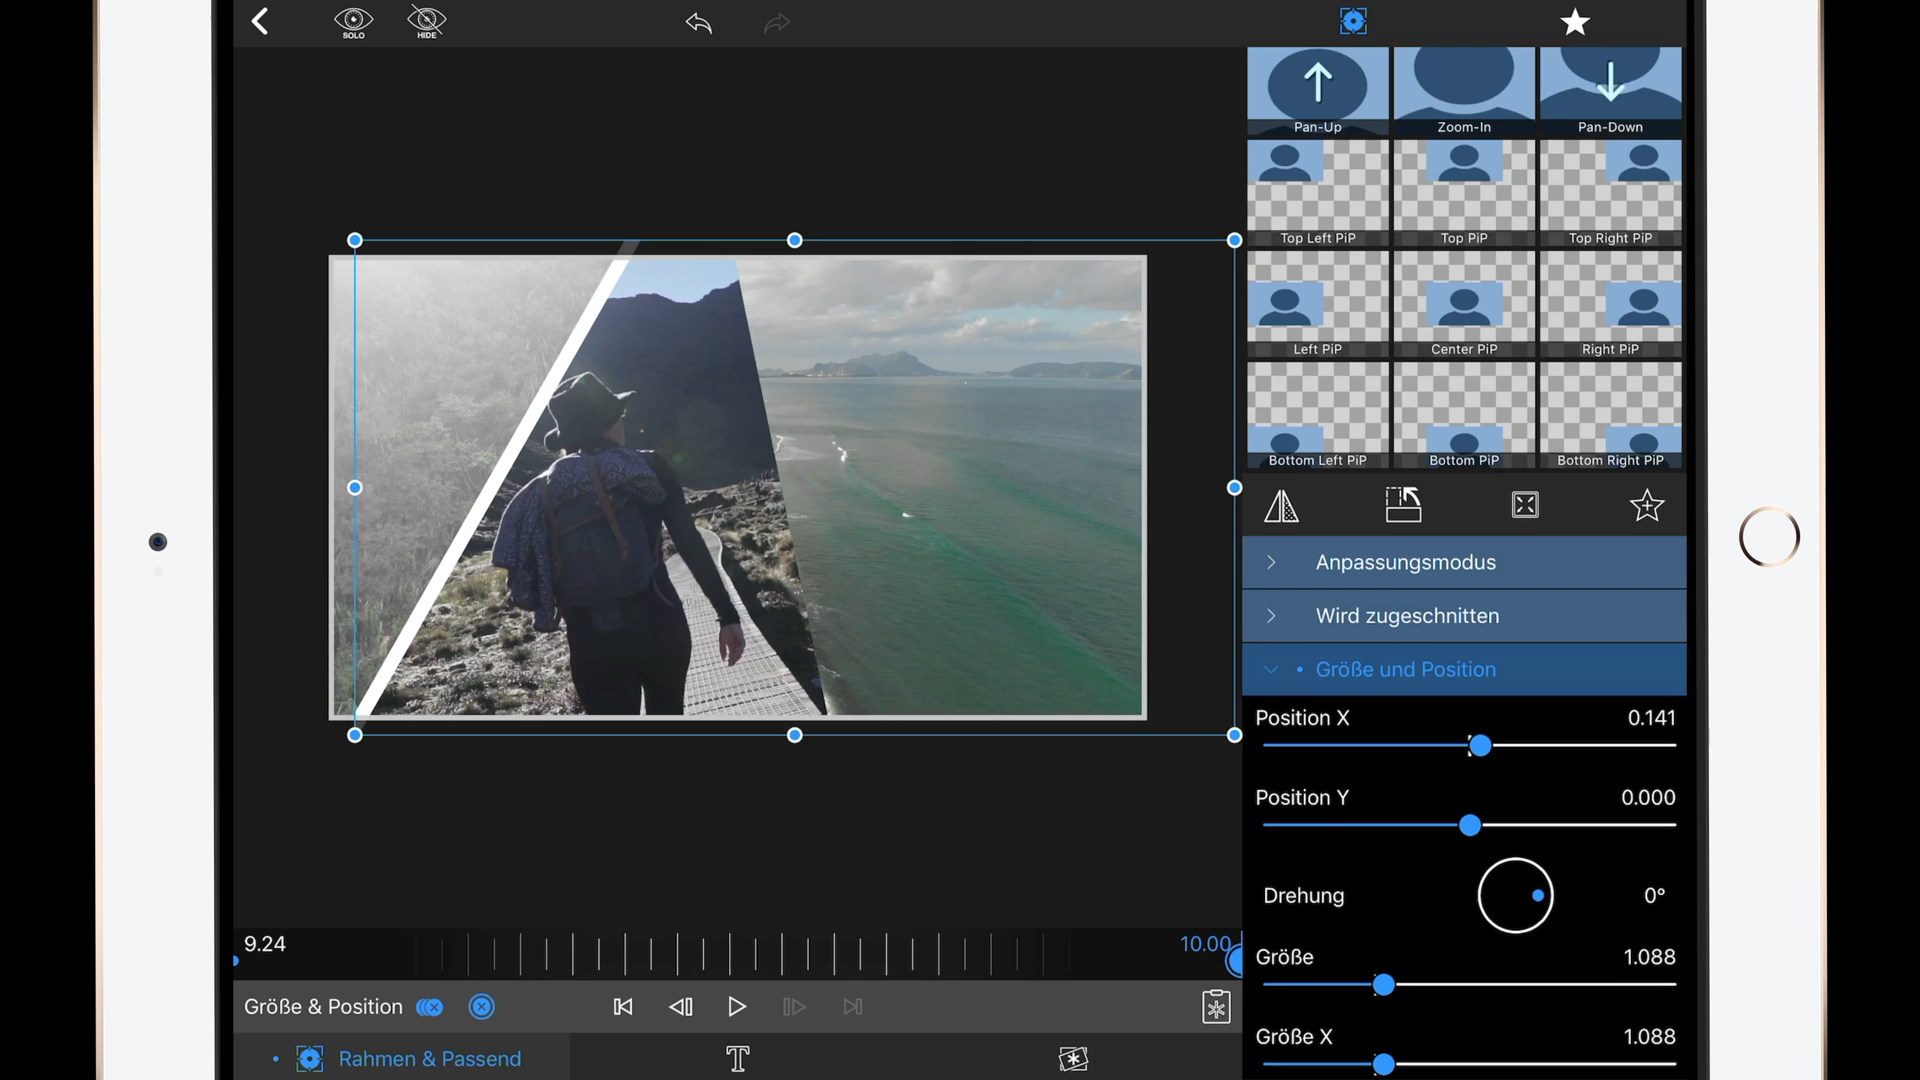 SOLO
HIDE
Pan-Up
Zoom-In
Pan-Down
Top Left PiP
Top PiP
Top Right PiP
Left PiP
Center PiP
Right PiP
Bottom Left PiP
Bottom PiP
Bottom Right PiP
Anpassungsmodus
Wird zugeschnitten
Größe und Position
Position X 0.141
Position Y 0.000
Drehung 0°
Größe 1.088
Größe X 1.088
9.24
10.00
Größe & Position
Rahmen & Passend